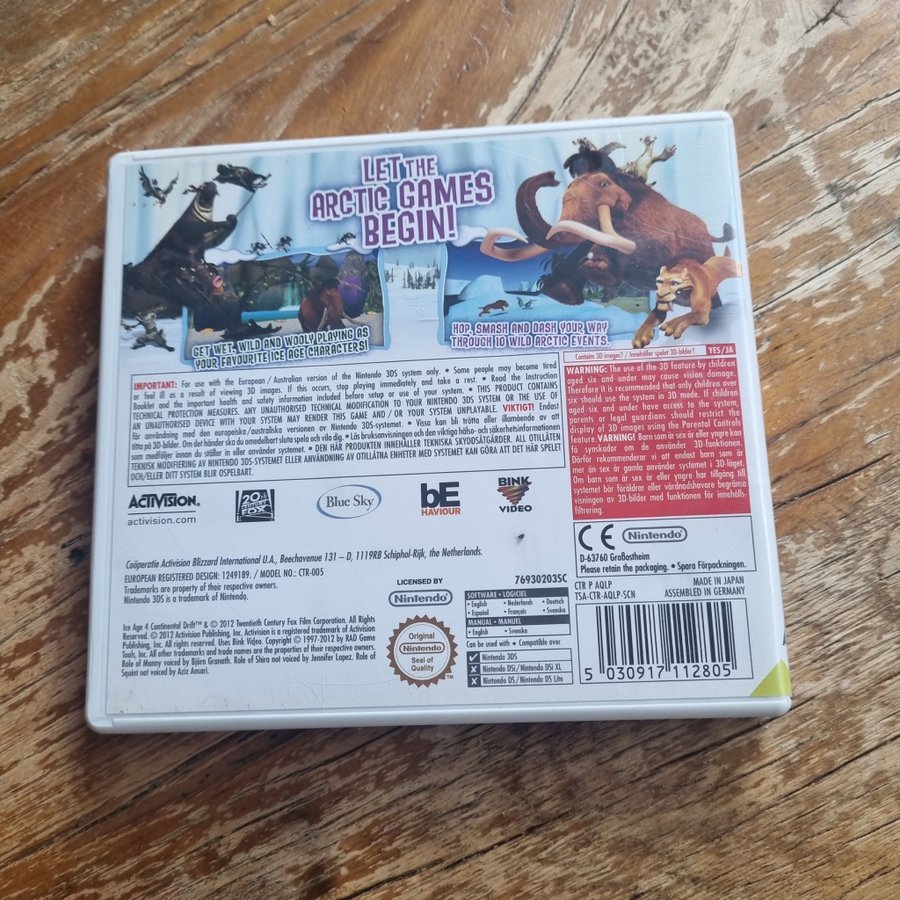 LET THE
ARCTIC GAMES
BEGIN!
GET WET, WILD AND WOOLY PLAYING AS
YOUR FAVOURITE ICE AGE CHARACTERS!
HOP, SMASH AND DASH YOUR WAY
THROUGH 10 WILD ARCTIC EVENTS.
IMPORTANT: For use with the European / Australian version of the Nintendo 3DS system only. • Some people may become tired
or feel ill as a result of viewing 3D images. If this occurs, stop playing immediately and take a rest. • Read the Instruction
Booklet and the important health and safety information included before setup or use of your system. • THIS PRODUCT CONTAINS
TECHNICAL PROTECTION MEASURES. ANY UNAUTHORISED TECHNICAL MODIFICATION TO YOUR NINTENDO 3DS SYSTEM OR THE USE OF
AN UNAUTHORISED DEVICE WITH YOUR SYSTEM MAY RENDER THIS GAME AND / OR YOUR SYSTEM UNPLAYABLE. VIKTIGT! Endast
för användning med den europeiska/australiska versionen av Nintendo 3DS-systemet. • Vissa kan bli trötta eller illamående av att
titta på 3D-bilder. Om det händer ska du omedelbart sluta spela och vila dig. • Läs bruksanvisningen och den viktiga hälso- och säkerhetsinformationen
som medföljer innan du ställer in eller använder systemet. • DEN HÄR PRODUKTEN INNEHÅLLER TEKNISKA SKYDDSÅTGÄRDER. ALL OTILLÅTEN
TEKNISK MODIFIERING AV NINTENDO 3DS-SYSTEMET ELLER ANVÄNDNING AV OTILLÅTNA ENHETER MED SYSTEMET KAN GÖRA ATT DET HÄR SPELET
OCH/ELLER DITT SYSTEM BLIR OSPELBART.
Contains 3D images? / Innehåller spelet 3D-bilder? YES/JA
WARNING: The use of the 3D feature by children
aged six and under may cause vision damage.
Therefore it is recommended that only children over
six should use the system in 3D mode. If children
aged six and under have access to the system,
parents or legal guardians should restrict the
display of 3D images using the Parental Controls
feature. VARNING! Barn som är sex år eller yngre kan
få synskador om de använder 3D-funktionen.
Därför rekommenderar vi att endast barn som är
mer än sex år gamla använder systemet i 3D-läget.
Om barn som är sex år eller yngre har tillgång till
systemet bör föräldrar eller vårdnadshavare begränsa
visningen av 3D-bilder med funktionen för innehålls-
filtrering.
ACTIVISION.
activision.com
20th CENTURY FOX
Blue Sky
bE
HAVIOUR
BINK
VIDEO
CE Nintendo
D-63760 Großostheim
Please retain the packaging. • Spara Förpackningen.
Coöperatie Activision Blizzard International U.A., Beechavenue 131 – D, 1119RB Schiphol-Rijk, the Netherlands.
EUROPEAN REGISTERED DESIGN: 1249189. / MODEL NO.: CTR-005
Trademarks are property of their respective owners.
Nintendo 3DS is a trademark of Nintendo.
Ice Age 4 Continental Drift™ & © 2012 Twentieth Century Fox Film Corporation. All Rights
Reserved. © 2012 Activision Publishing, Inc. Activision is a registered trademark of Activision
Publishing, Inc. All rights reserved. Uses Bink Video. Copyright © 1997-2012 by RAD Game
Tools, Inc. All other trademarks and trade names are the properties of their respective owners.
Role of Manny voiced by Björn Granath. Role of Shira not voiced by Jennifer Lopez. Role of
Squint not voiced by Aziz Ansari.
LICENSED BY
Nintendo
Original
Nintendo
Seal of
Quality
TM
76930203SC
SOFTWARE • LOGICIEL
• English • Nederlands • Deutsch
• Español • Français • Svenska
MANUAL • MANUEL
• English • Svenska
Can be used with • Compatible avec
Nintendo 3DS
Nintendo DSi/ Nintendo DSi XL
Nintendo DS/ Nintendo DS Lite
CTR P AQLP
TSA-CTR-AQLP-SCN
MADE IN JAPAN
ASSEMBLED IN GERMANY
5 030917 112805